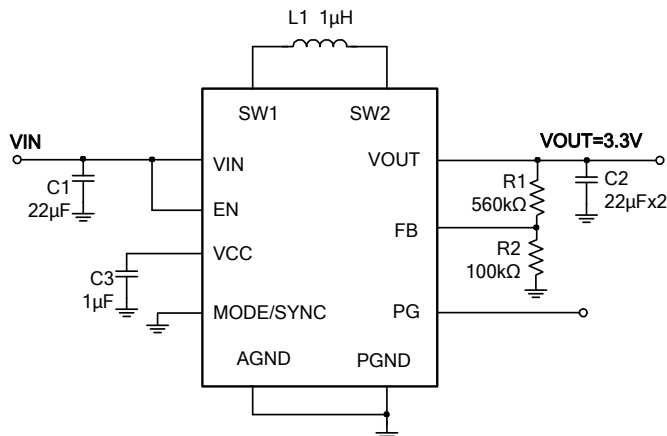 L1 1µH
SW1 SW2
VIN
VOUT=3.3V
VIN
VOUT
C1
22µF
R1
560kΩ
C2
22µFx2
EN
FB
R2
100kΩ
VCC
C3
1µF
MODE/SYNC
PG
AGND PGND